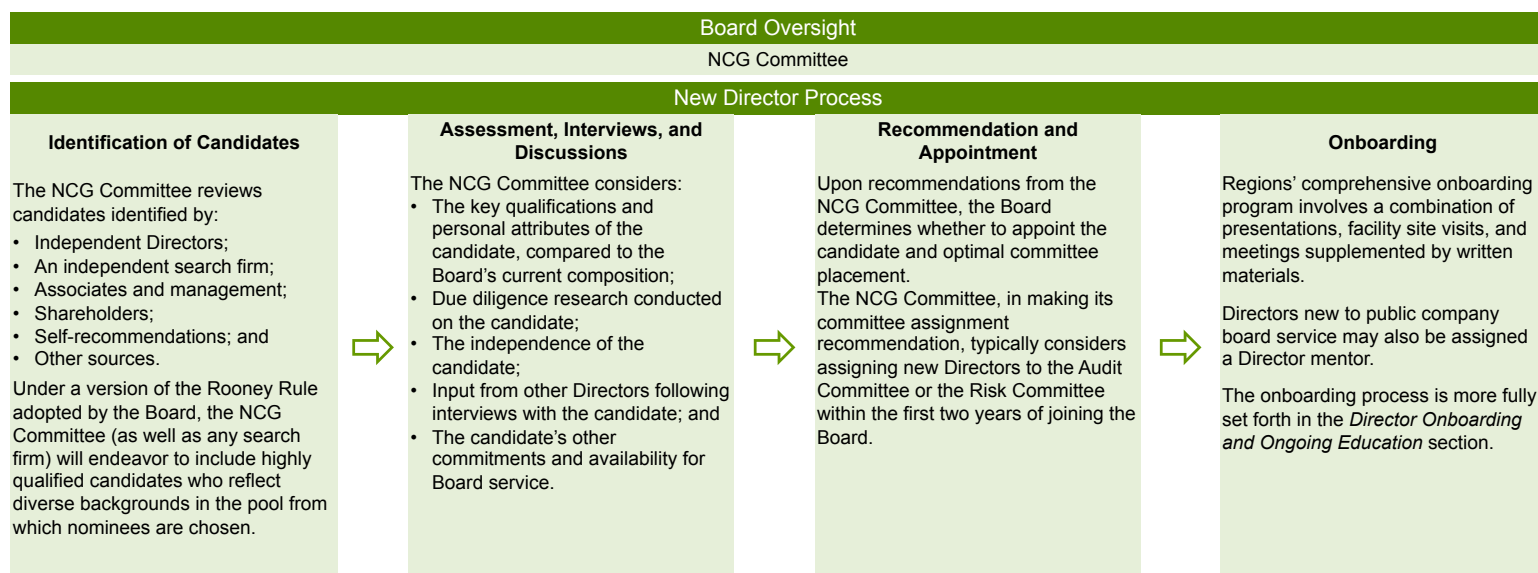 Board Oversight
NCG Committee
New Director Process
Identification of Candidates
The NCG Committee reviews
candidates identified by:
• Independent Directors;
• An independent search firm;
• Associates and management;
• Shareholders;
• Self-recommendations; and
• Other sources.
Under a version of the Rooney Rule
adopted by the Board, the NCG
Committee (as well as any search
firm) will endeavor to include highly
qualified candidates who reflect
diverse backgrounds in the pool from
which nominees are chosen.
Assessment, Interviews, and
Discussions
The NCG Committee considers:
• The key qualifications and
personal attributes of the
candidate, compared to the
Board’s current composition;
• Due diligence research conducted
on the candidate;
• The independence of the
candidate;
• Input from other Directors following
interviews with the candidate; and
• The candidate’s other
commitments and availability for
Board service.
Recommendation and
Appointment
Upon recommendations from the
NCG Committee, the Board
determines whether to appoint the
candidate and optimal committee
placement.
The NCG Committee, in making its
committee assignment
recommendation, typically considers
assigning new Directors to the Audit
Committee or the Risk Committee
within the first two years of joining the
Board.
Onboarding
Regions’ comprehensive onboarding
program involves a combination of
presentations, facility site visits, and
meetings supplemented by written
materials.
Directors new to public company
board service may also be assigned
a Director mentor.
The onboarding process is more fully
set forth in the Director Onboarding
and Ongoing Education section.